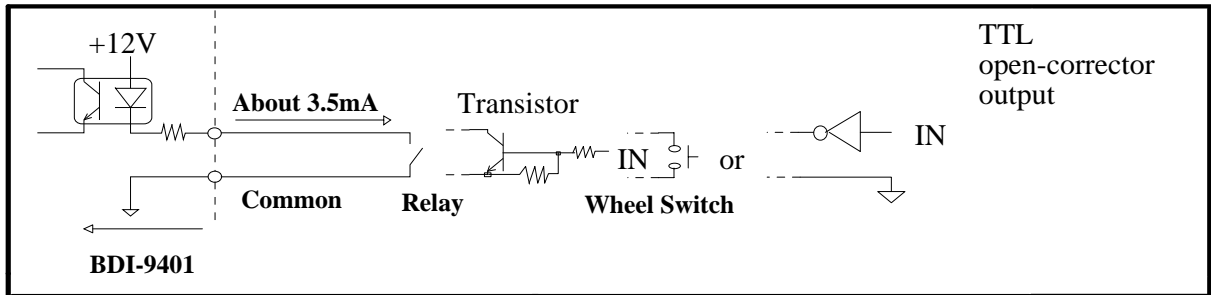 +12V
About 3.5mA
Transistor
TTL
open-corrector
output
IN
or
IN
Common
Relay
Wheel Switch
BDI-9401